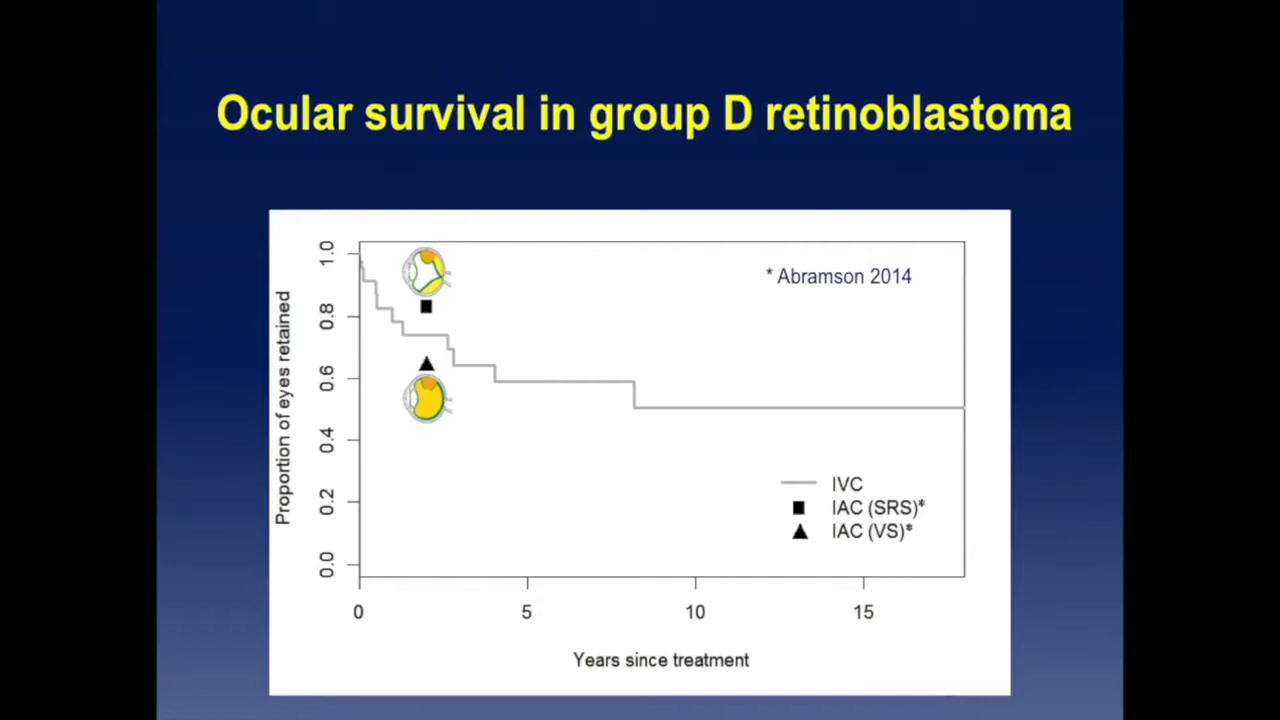 Ocular survival in group D retinoblastoma
* Abramson 2014
Proportion of eyes retained
1.0
0.8
0.6
0.4
0.2
0.0
IVC
IAC (SRS)*
IAC (VS)*
0 5 10 15
Years since treatment